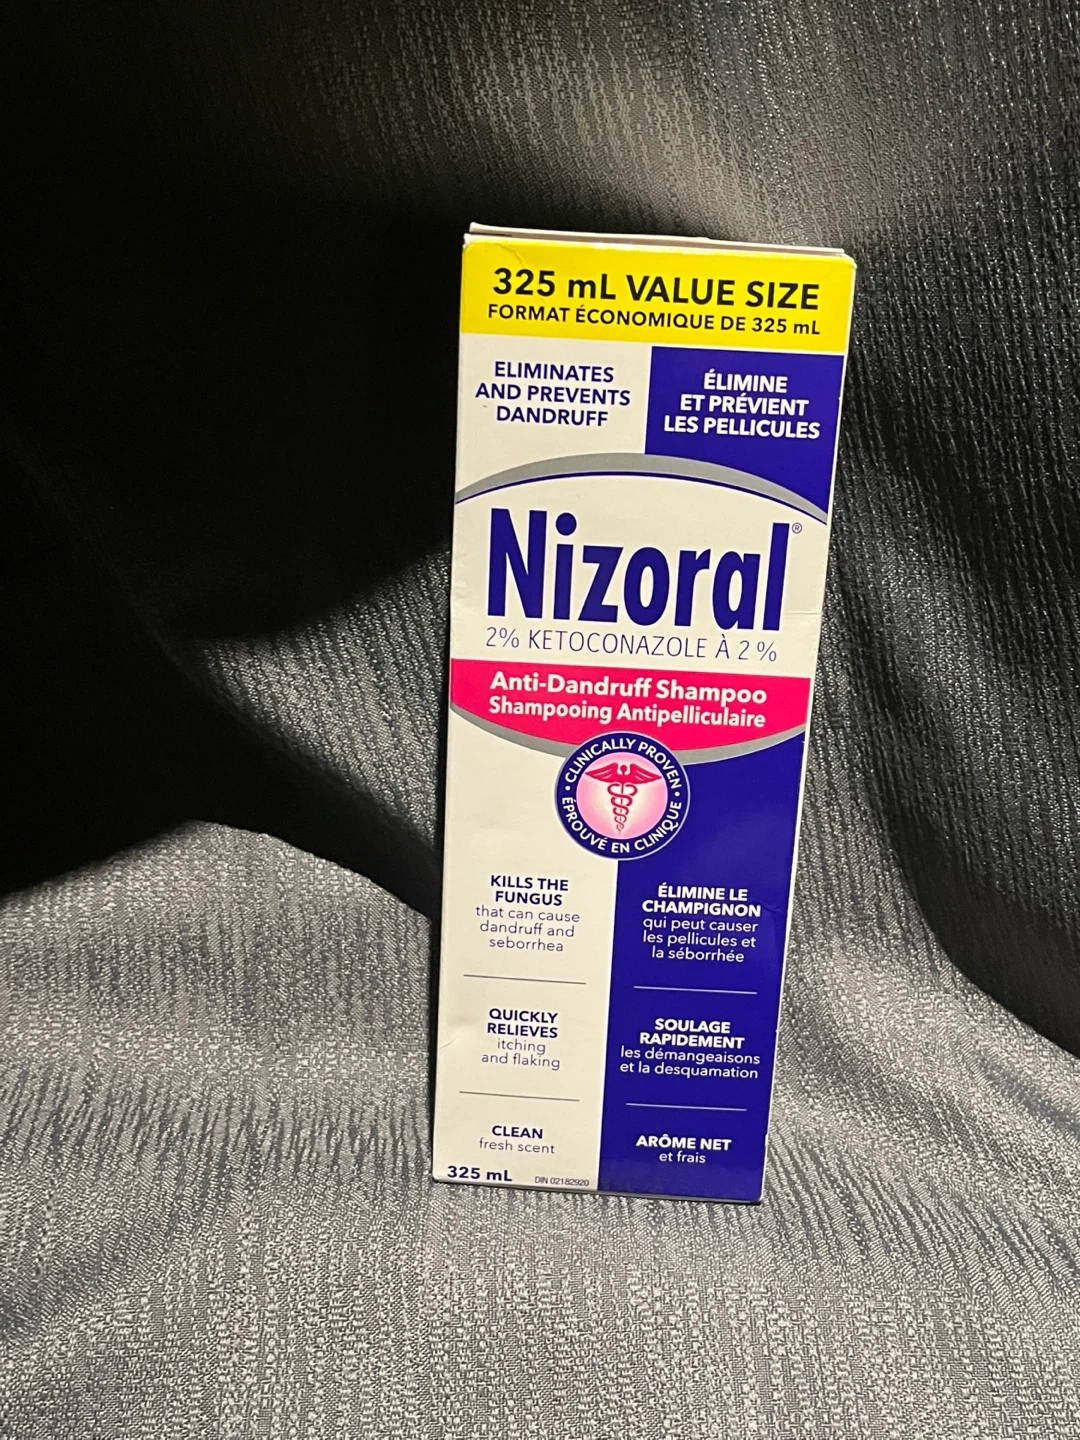 325 mL VALUE SIZE
FORMAT ÉCONOMIQUE DE 325 mL
ELIMINATES
AND PREVENTS
DANDRUFF
ÉLIMINE
ET PRÉVIENT
LES PELLICULES
Nizoral®
2% KETOCONAZOLE À 2 %
Anti-Dandruff Shampoo
Shampooing Antipelliculaire
• CLINICALLY PROVEN •
ÉPROUVÉ EN CLINIQUE
KILLS THE
FUNGUS
that can cause
dandruff and
seborrhea
ÉLIMINE LE
CHAMPIGNON
qui peut causer
les pellicules et
la séborrhée
QUICKLY
RELIEVES
itching
and flaking
SOULAGE
RAPIDEMENT
les démangeaisons
et la desquamation
CLEAN
fresh scent
ARÔME NET
et frais
325 mL
DIN 02182920